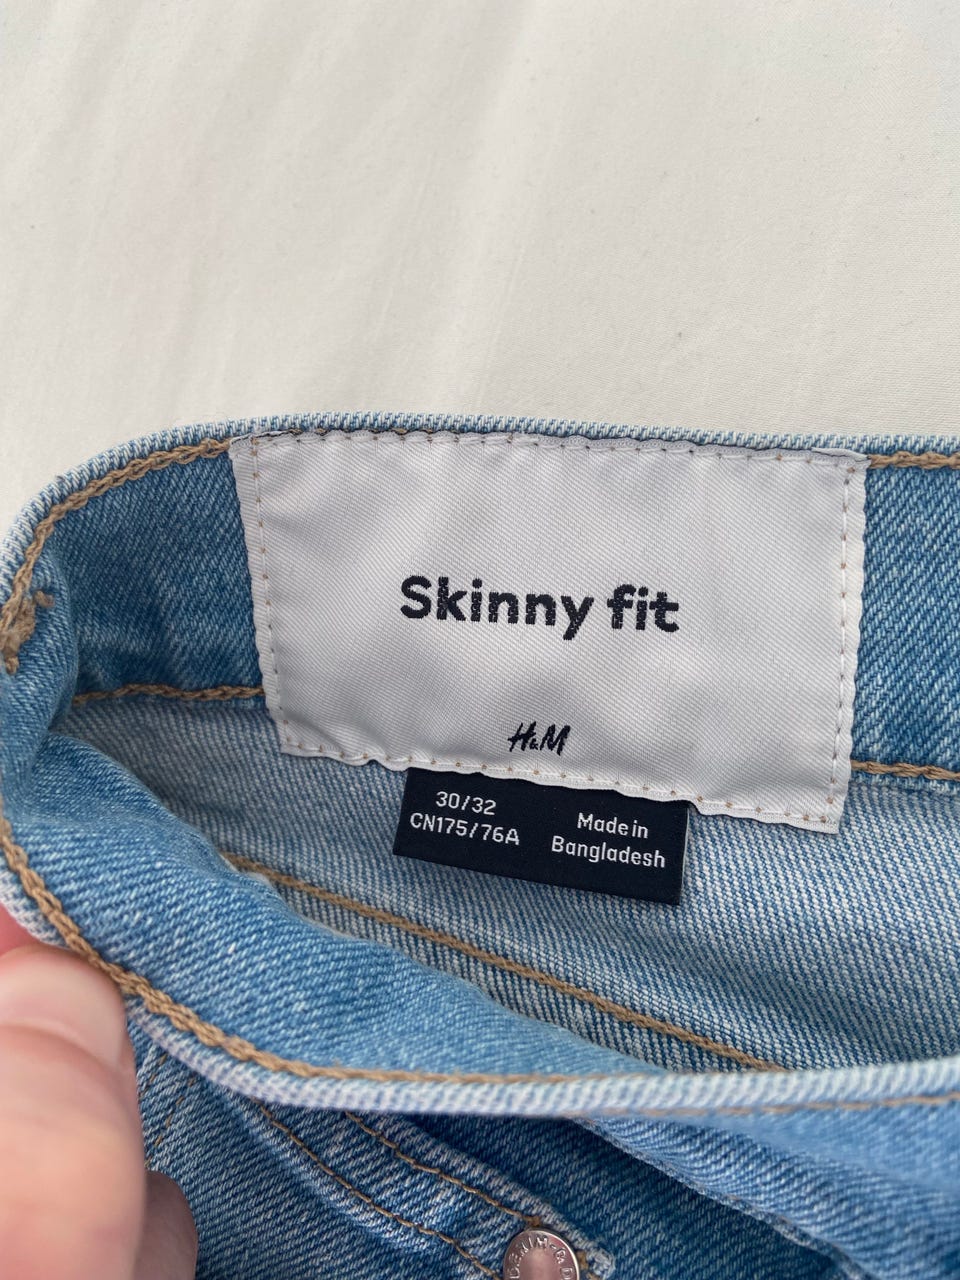 Skinny fit
H&M
30/32
CN175/76A
Made in
Bangladesh